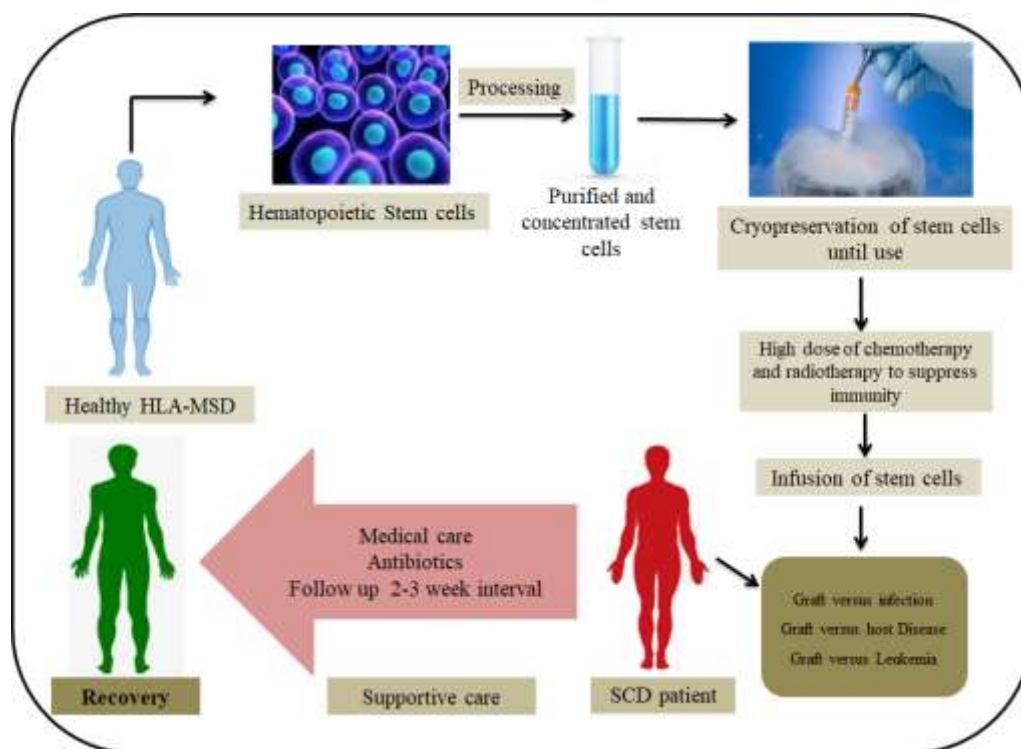 Processing
Hematopoietic Stem cells
Purified and
concentrated stem
cells
Cryopreservation of stem cells
until use
High dose of chemotherapy
and radiotherapy to suppress
immunity
Healthy HLA-MSD
Infusion of stem cells
Medical care
Antibiotics
Follow up 2-3 week interval
Graft versus infection
Graft versus host Disease
Graft versus Leukemia
Recovery
Supportive care
SCD patient